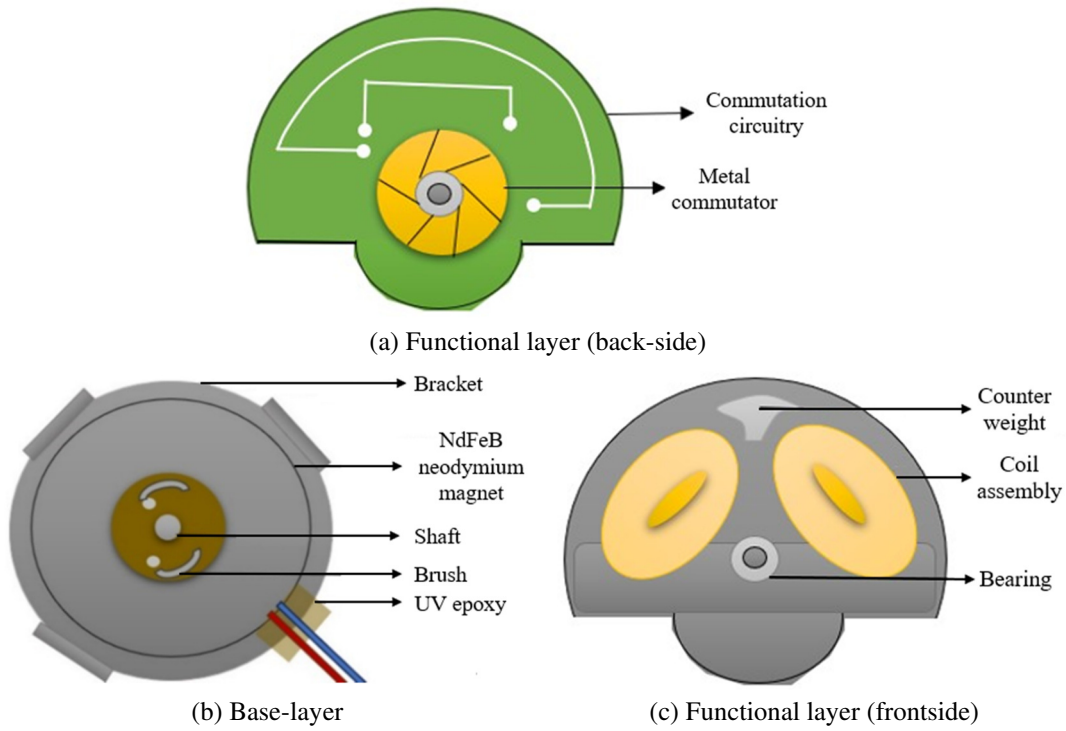 Commutation
circuitry
Metal
commutator
(a) Functional layer (back-side)
Bracket
NdFeB
neodymium
magnet
Shaft
Brush
UV epoxy
(b) Base-layer
Counter
weight
Coil
assembly
Bearing
(c) Functional layer (frontside)